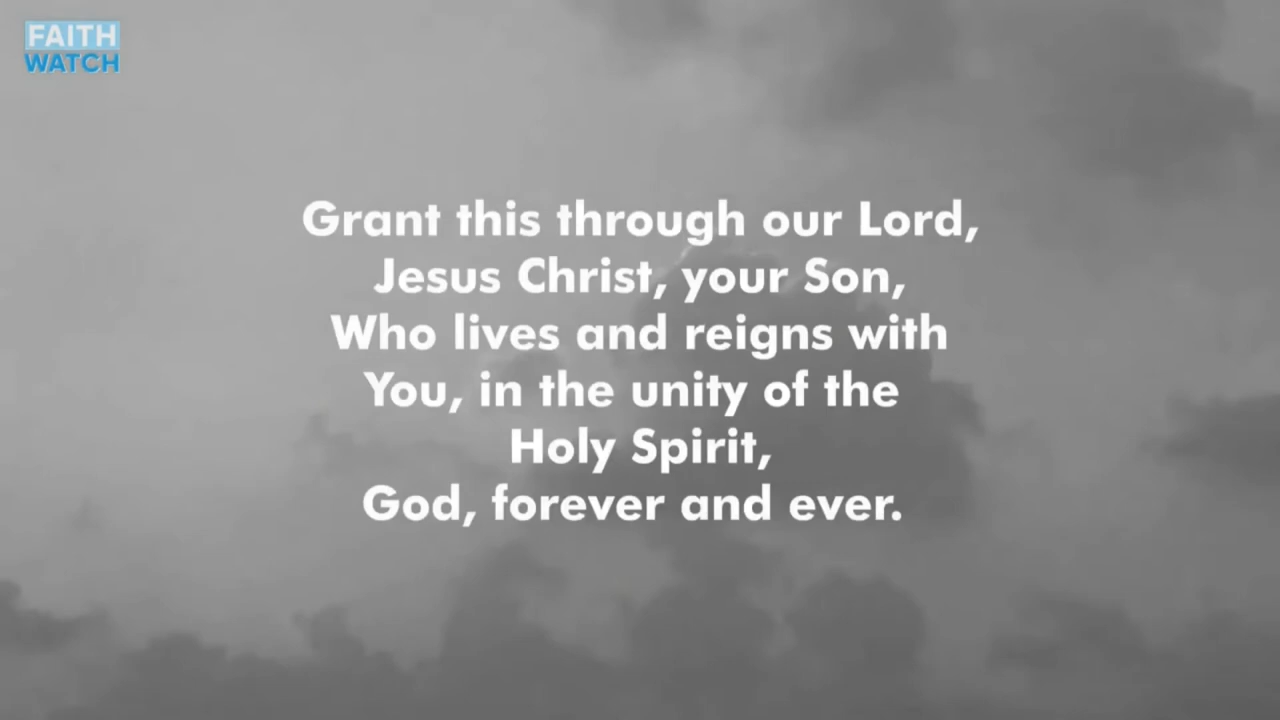 FAITH
WATCH
Grant this through our Lord,
Jesus Christ, your Son,
Who lives and reigns with
You, in the unity of the
Holy Spirit,
God, forever and ever.